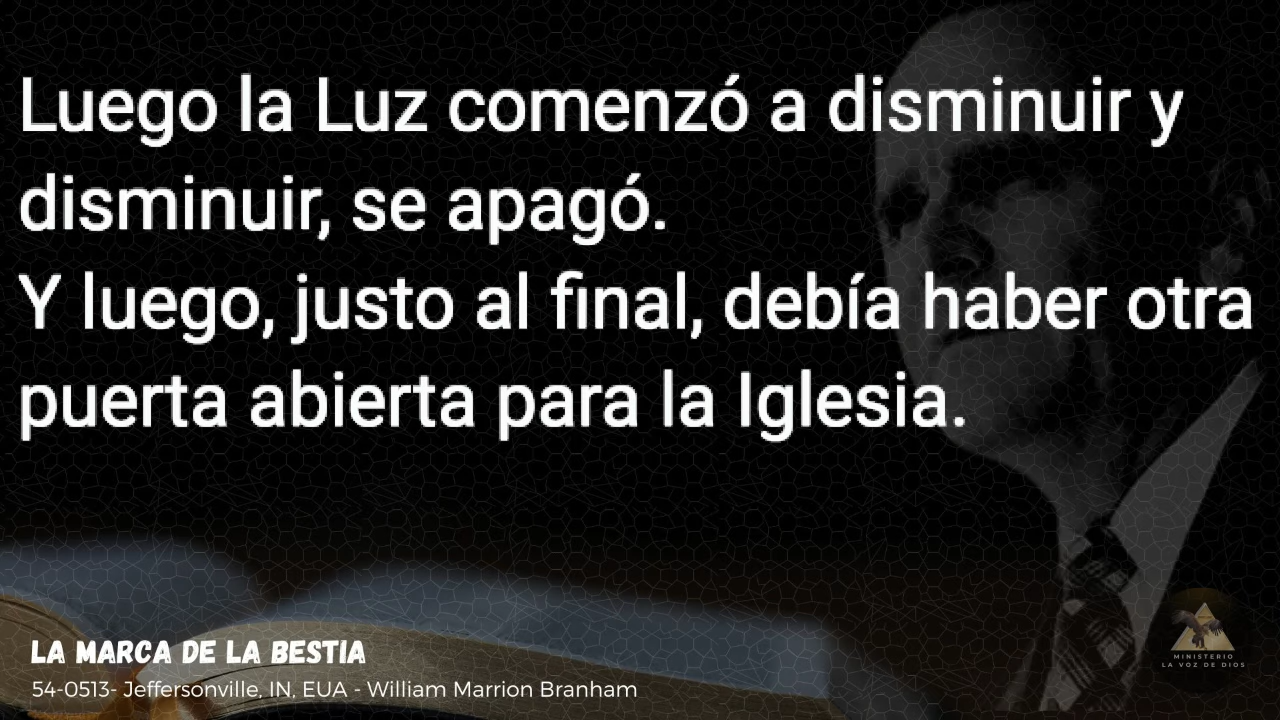 Luego la Luz comenzó a disminuir y
disminuir, se apagó.
Y luego, justo al final, debía haber otra
puerta abierta para la Iglesia.
LA MARCA DE LA BESTIA
54-0513- Jeffersonville, IN, EUA - William Marrion Branham
MINISTERIO
LA VOZ DE DIOS